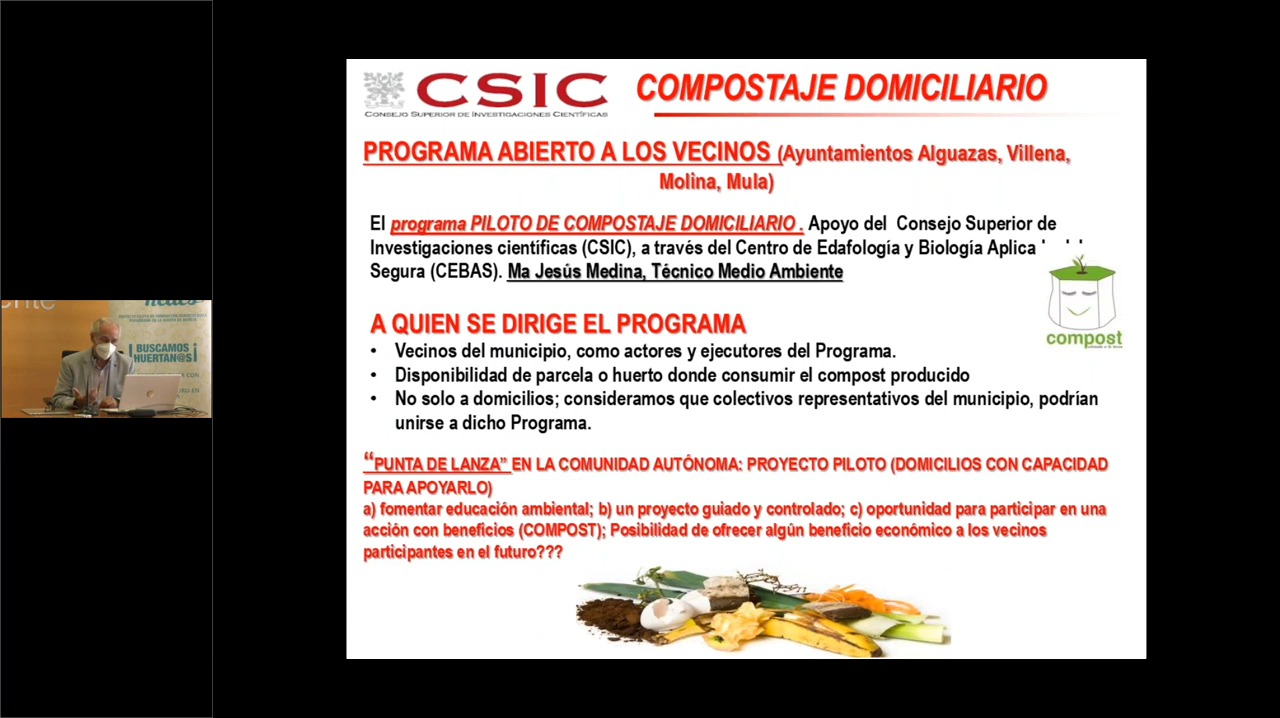 CSIC
CONSEJO SUPERIOR DE INVESTIGACIONES CIENTÍFICAS
COMPOSTAJE DOMICILIARIO
PROGRAMA ABIERTO A LOS VECINOS (Ayuntamientos Alguazas, Villena,
Molina, Mula)
El programa PILOTO DE COMPOSTAJE DOMICILIARIO . Apoyo del Consejo Superior de
Investigaciones científicas (CSIC), a través del Centro de Edafología y Biología Aplica
Segura (CEBAS). Ma Jesús Medina, Técnico Medio Ambiente
compost
A QUIEN SE DIRIGE EL PROGRAMA
• Vecinos del municipio, como actores y ejecutores del Programa.
• Disponibilidad de parcela o huerto donde consumir el compost producido
• No solo a domicilios; consideramos que colectivos representativos del municipio, podrían
unirse a dicho Programa.
“PUNTA DE LANZA” EN LA COMUNIDAD AUTÓNOMA: PROYECTO PILOTO (DOMICILIOS CON CAPACIDAD
PARA APOYARLO)
a) fomentar educación ambiental; b) un proyecto guiado y controlado; c) oportunidad para participar en una
acción con beneficios (COMPOST); Posibilidad de ofrecer algún beneficio económico a los vecinos
participantes en el futuro???
¡BUSCAMOS
HUERTAN@S!